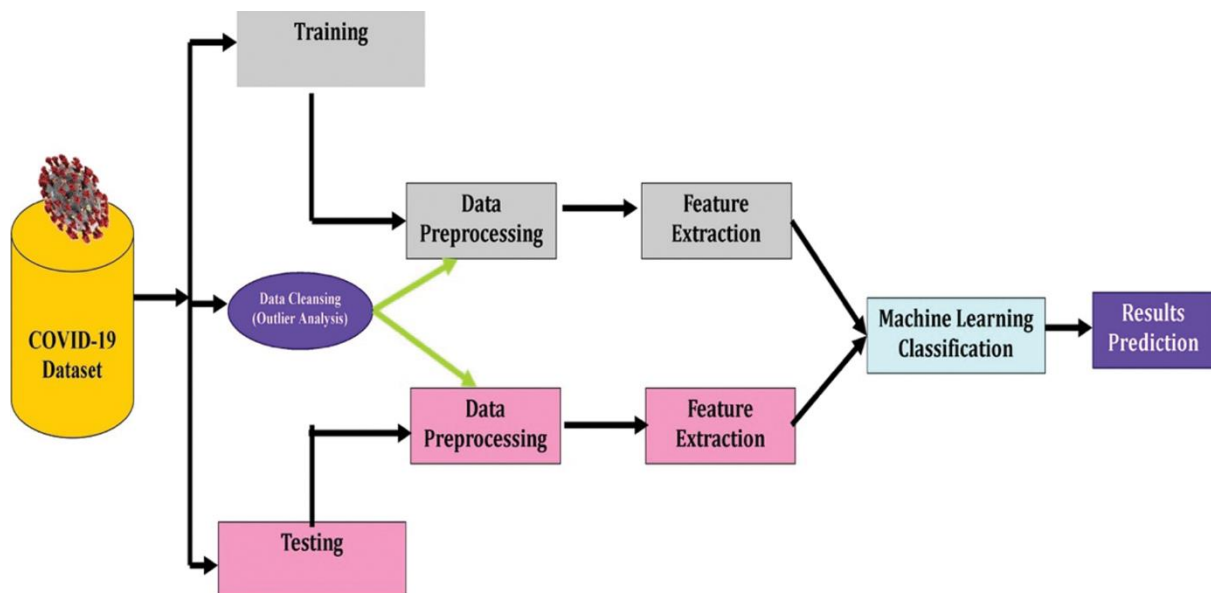 Training
Data
Preprocessing
Feature
Extraction
Data Cleansing
(Outlier Analysis)
COVID-19
Dataset
Machine Learning
Classification
Results
Prediction
Data
Preprocessing
Feature
Extraction
Testing